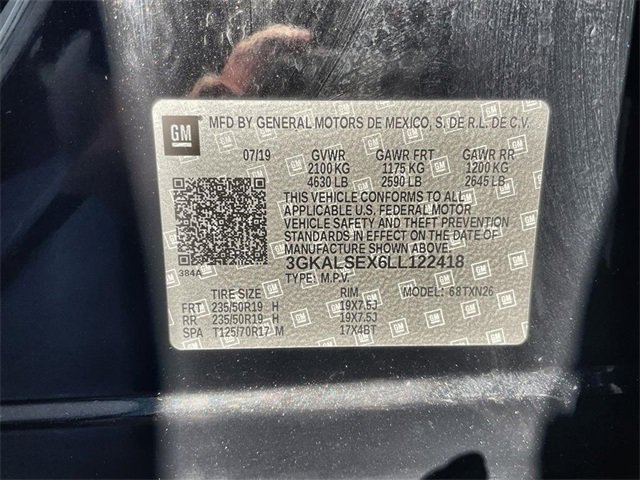 GM MFD BY GENERAL MOTORS DE MEXICO, S. DE R.L. DE C.V.
07/19 GVWR GAWR FRT GAWR RR
2100 KG 1175 KG 1200 KG
4630 LB 2590 LB 2645 LB
THIS VEHICLE CONFORMS TO ALL
APPLICABLE U.S. FEDERAL MOTOR
VEHICLE SAFETY AND THEFT PREVENTION
STANDARDS IN EFFECT ON THE DATE OF
MANUFACTURE SHOWN ABOVE.
384A 3GKALSEX6LL122418
TYPE: M.P.V. MODEL: 68TXN26
TIRE SIZE RIM
FRT 235/50R19 H 19X7.5J
RR 235/50R19 H 19X7.5J
SPA T125/70R17 M 17X4BT